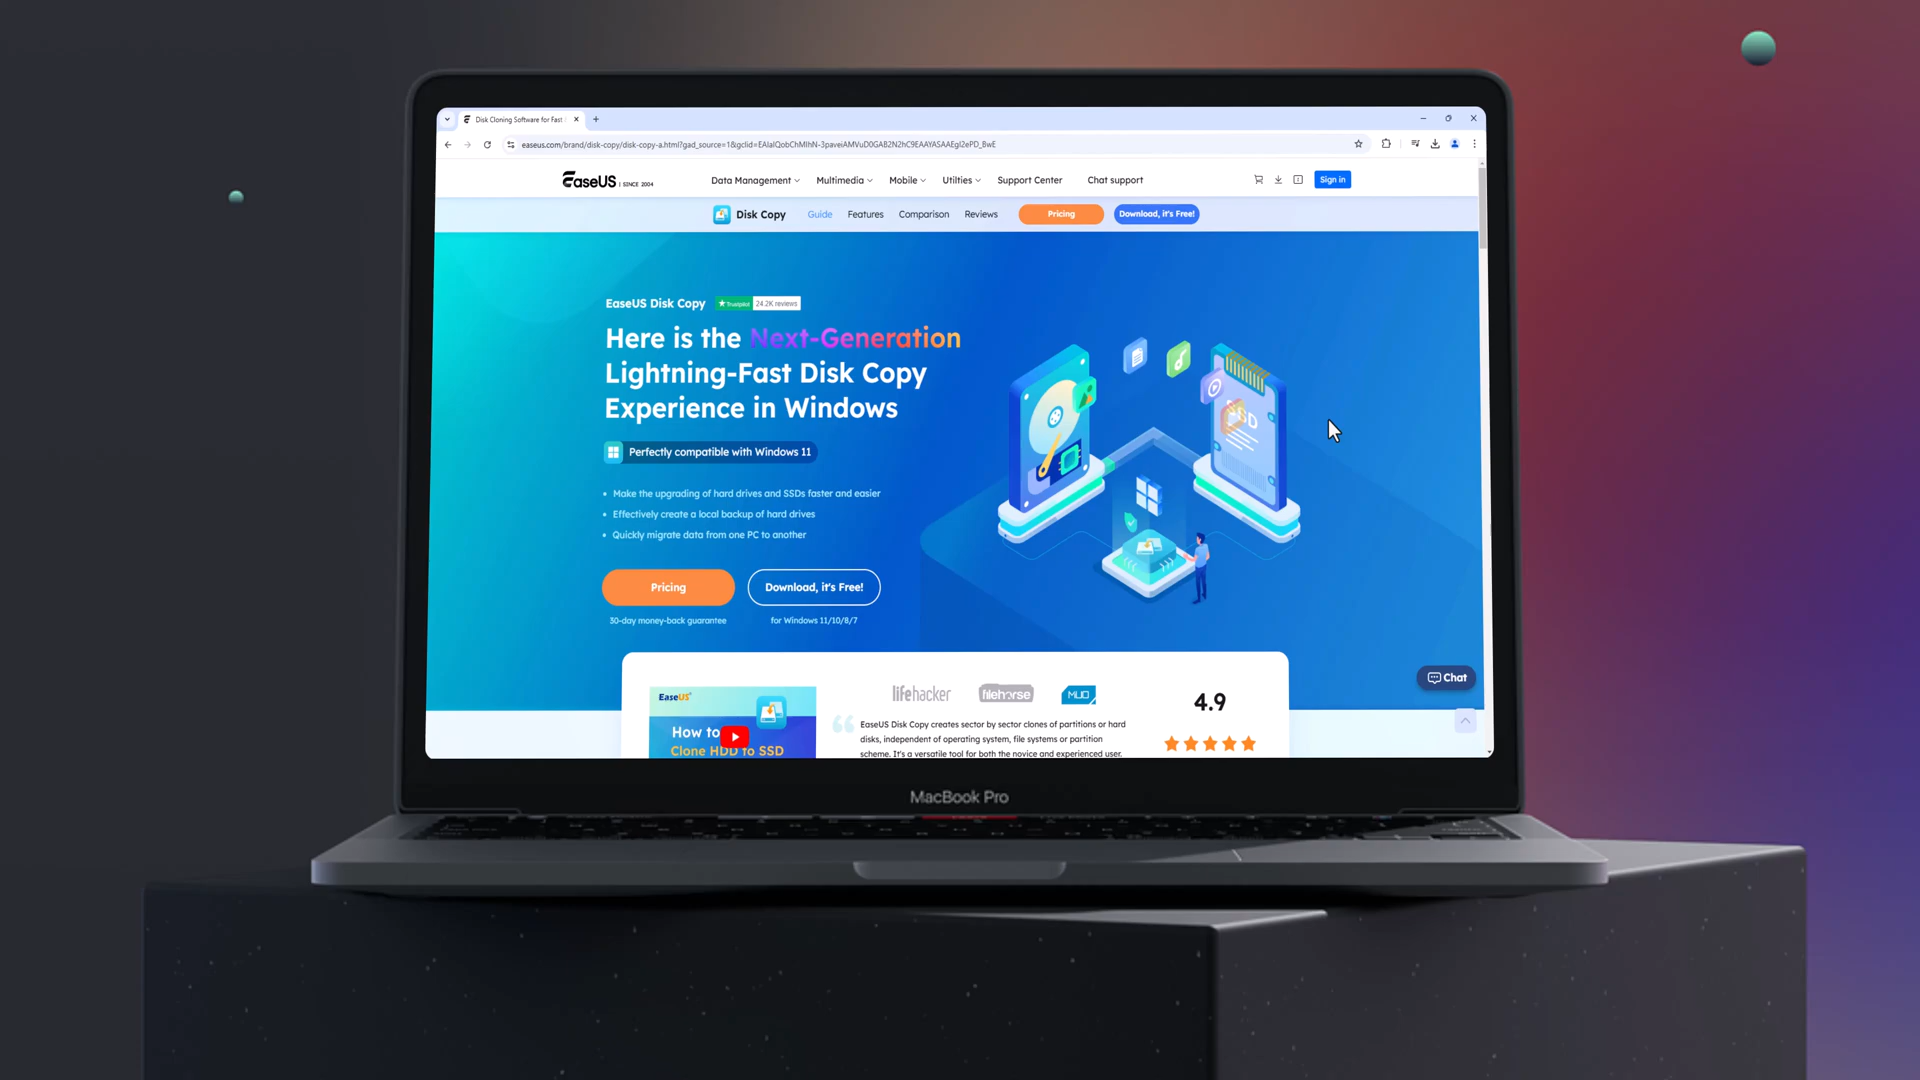 Disk Cloning Software for Fast
easeus.com/brand/disk-copy/disk-copy-a.html?gad_source=1&gclid=EAIaIQobChMIhN-3paveiAMVuD0GAB2N2hC9EAAYASAAEgI2ePD_BwE
EaseUS | SINCE 2004
Data Management
Multimedia
Mobile
Utilties
Support Center
Chat support
Sign in
Disk Copy
Guide
Features
Comparison
Reviews
Pricing
Download, it's Free!
EaseUS Disk Copy
Trustpilot
24.2K reviews
Here is the Next-Generation
Lightning-Fast Disk Copy
Experience in Windows
Perfectly compatible with Windows 11
• Make the upgrading of hard drives and SSDs faster and easier
• Effectively create a local backup of hard drives
• Quickly migrate data from one PC to another
SSD
Pricing
Download, it's Free!
30-day money-back guarantee
for Windows 11/10/8/7
Chat
EaseUS
How to
Clone HDD to SSD
lifehacker
filehorse
MUO
EaseUS Disk Copy creates sector by sector clones of partitions or hard
disks, independent of operating system, file systems or partition
scheme. It's a versatile tool for both the novice and experienced user.
4.9
MacBook Pro